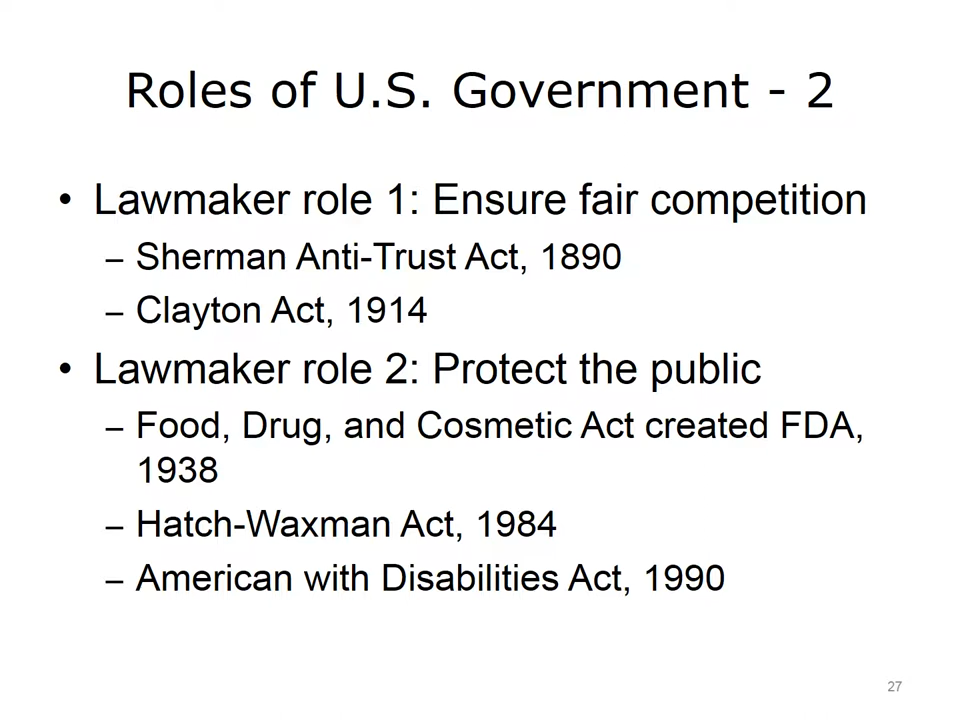 Roles of U.S. Government - 2
• Lawmaker role 1: Ensure fair competition
– Sherman Anti-Trust Act, 1890
– Clayton Act, 1914
• Lawmaker role 2: Protect the public
– Food, Drug, and Cosmetic Act created FDA,
1938
– Hatch-Waxman Act, 1984
– American with Disabilities Act, 1990
27